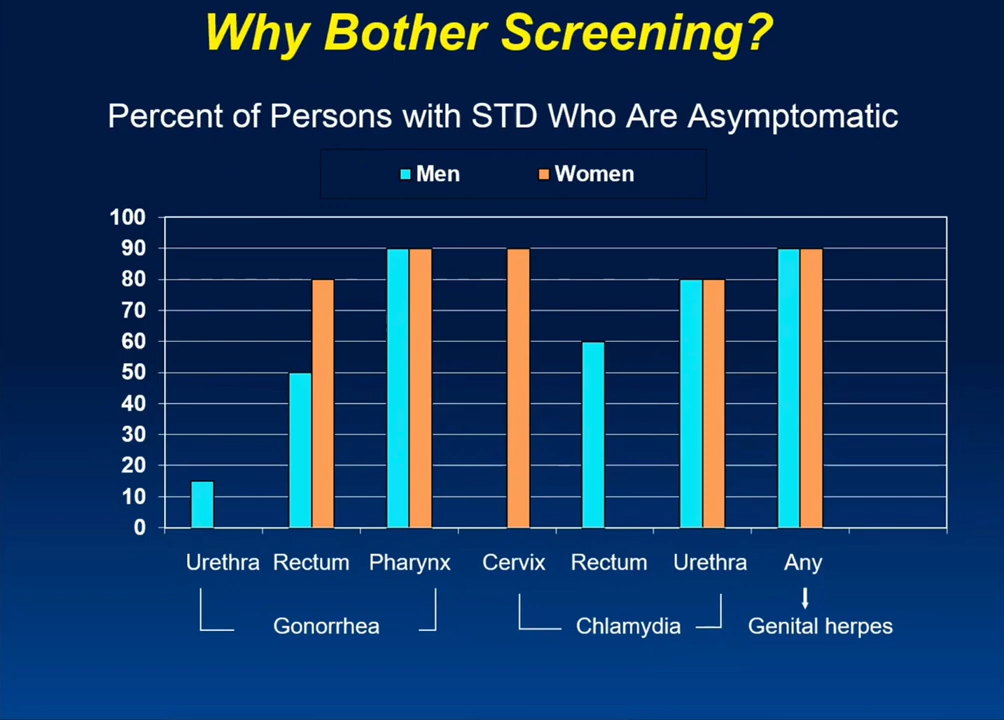 Why Bother Screening?
Percent of Persons with STD Who Are Asymptomatic
Men Women
100
90
80
70
60
50
40
30
20
10
0
Urethra Rectum Pharynx Cervix Rectum Urethra Any
Gonorrhea Chlamydia Genital herpes